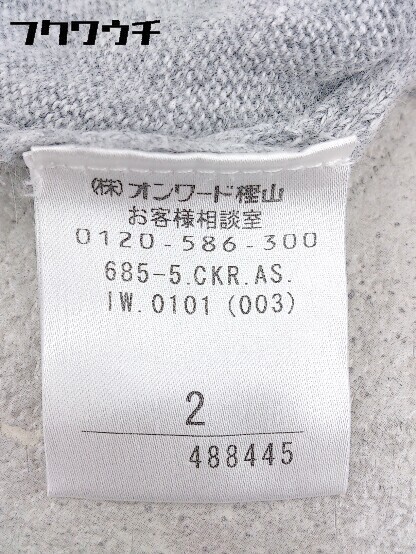 フクワウチ
(株)オンワード樫山
お客様相談室
0120-586-300
685-5.CKR.AS.
IW.0101 (003)
2
488445